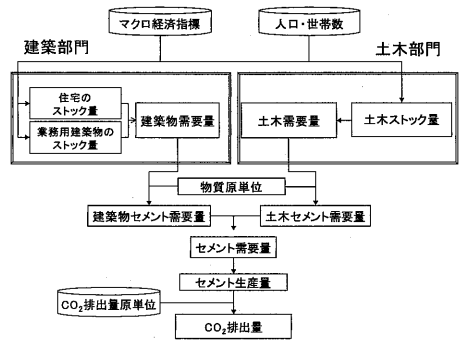 マクロ経済指標
人口・世帯数
建築部門
土木部門
住宅の
ストック量
業務用建築物の
ストック量
建築物需要量
土木需要量
土木ストック量
物質原単位
建築物セメント需要量
土木セメント需要量
セメント需要量
セメント生産量
CO₂排出量原単位
CO₂排出量